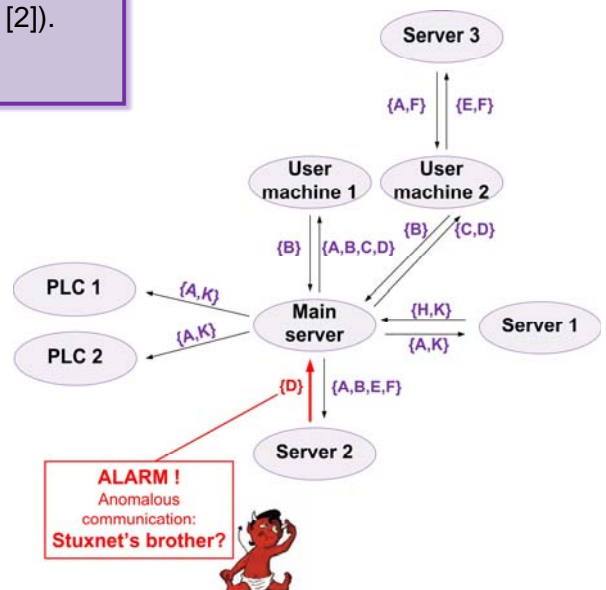 [2]).
Server 3
{A,F}
{E,F}
User
machine 1
User
machine 2
{B}
{A,B,C,D}
{B}
{C,D}
PLC 1
{A,K}
Main
server
{H,K}
Server 1
PLC 2
{A,K}
{A,K}
{D}
{A,B,E,F}
Server 2
ALARM !
Anomalous
communication:
Stuxnet's brother?